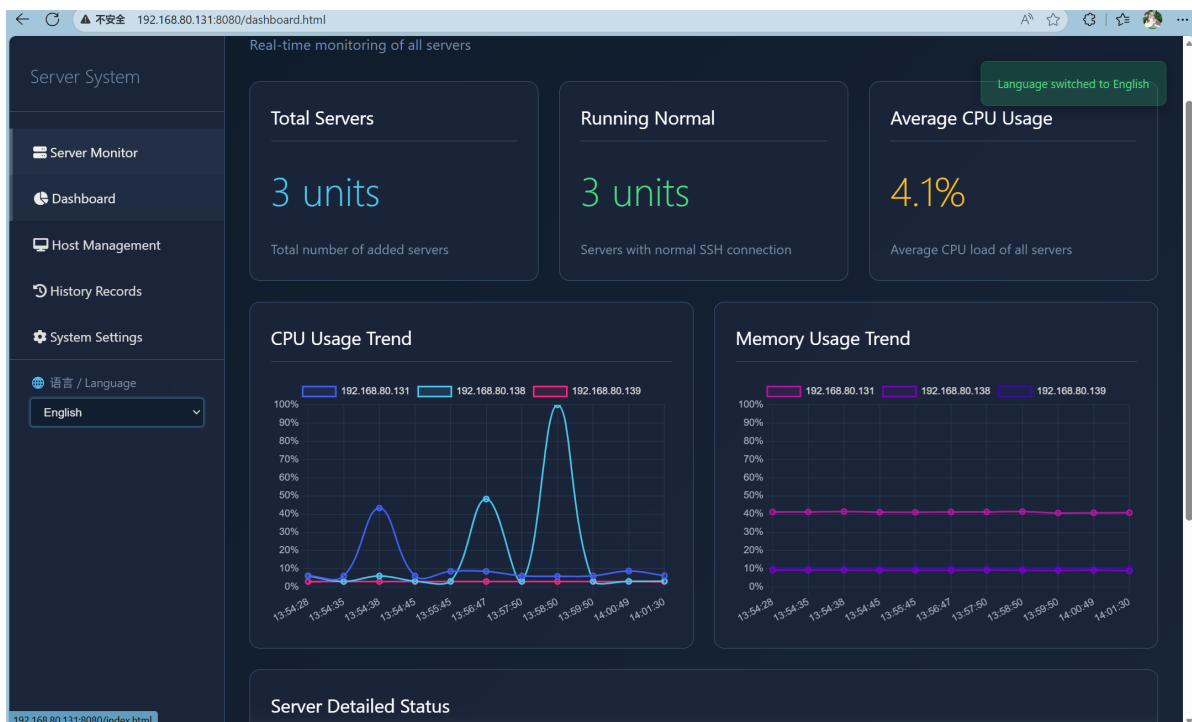 不安全 192.168.80.131:8080/dashboard.html
Real-time monitoring of all servers
Server System
Language switched to English
Server Monitor
Dashboard
Host Management
History Records
System Settings
语言 / Language
English
Total Servers
3 units
Total number of added servers
Running Normal
3 units
Servers with normal SSH connection
Average CPU Usage
4.1%
Average CPU load of all servers
CPU Usage Trend
192.168.80.131 192.168.80.138 192.168.80.139
100%
90%
80%
70%
60%
50%
40%
30%
20%
10%
0%
13:54:28 13:54:35 13:54:38 13:54:45 13:55:45 13:56:47 13:57:50 13:58:50 13:59:50 14:00:49 14:01:30
Memory Usage Trend
192.168.80.131 192.168.80.138 192.168.80.139
100%
90%
80%
70%
60%
50%
40%
30%
20%
10%
0%
13:54:28 13:54:35 13:54:38 13:54:45 13:55:45 13:56:47 13:57:50 13:58:50 13:59:50 14:00:49 14:01:30
Server Detailed Status
192.168.80.131:8080/index.html